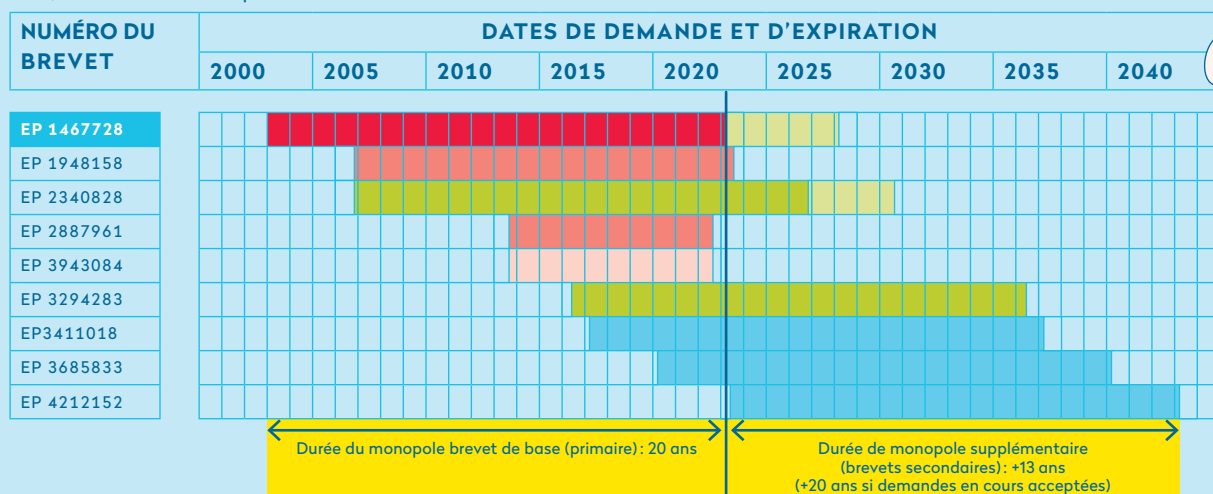 NUMÉRO DU
BREVET
DATES DE DEMANDE ET D'EXPIRATION
2000 2005 2010 2015 2020 2025 2030 2035 2040
EP 1467728
EP 1948158
EP 2340828
EP 2887961
EP 3943084
EP 3294283
EP3411018
EP 3685833
EP 4212152
Durée du monopole brevet de base (primaire) : 20 ans
Durée de monopole supplémentaire
(brevets secondaires) : +13 ans
(+20 ans si demandes en cours acceptées)